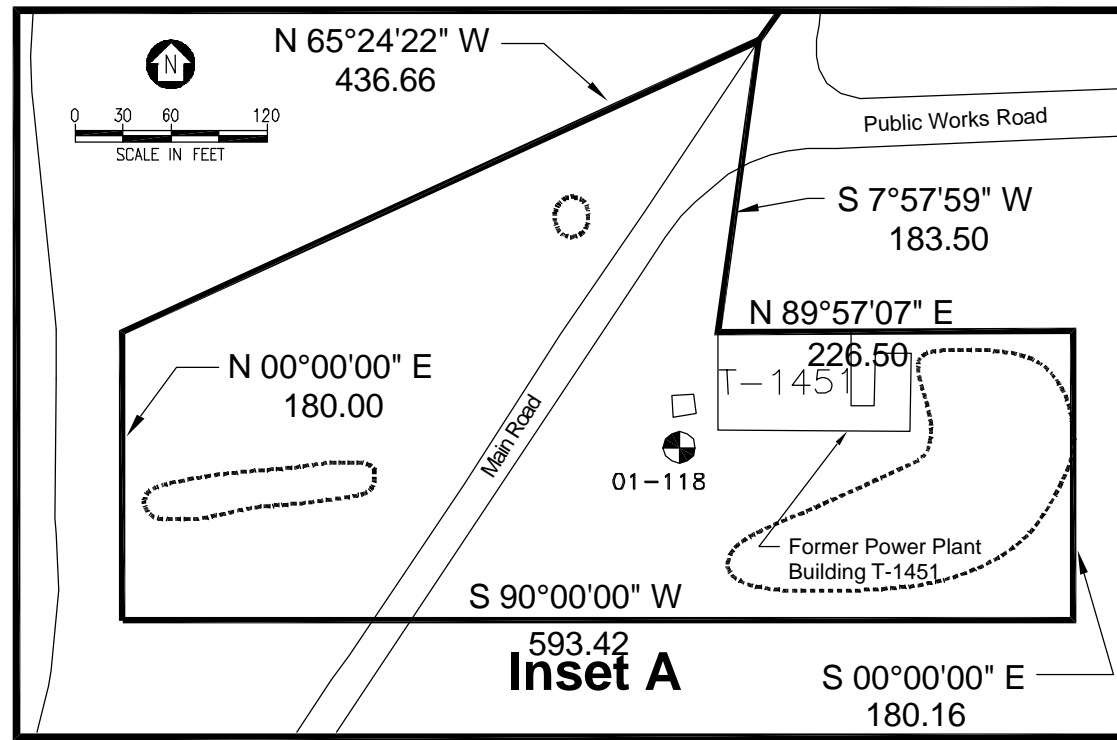 N 65°24'22" W
436.66
N
0 30 60 120
SCALE IN FEET
Public Works Road
S 7°57'59" W
183.50
N 89°57'07" E
226.50
T-1451
N 00°00'00" E
180.00
Main Road
01-118
Former Power Plant
Building T-1451
S 90°00'00" W
593.42
Inset A
S 00°00'00" E
180.16